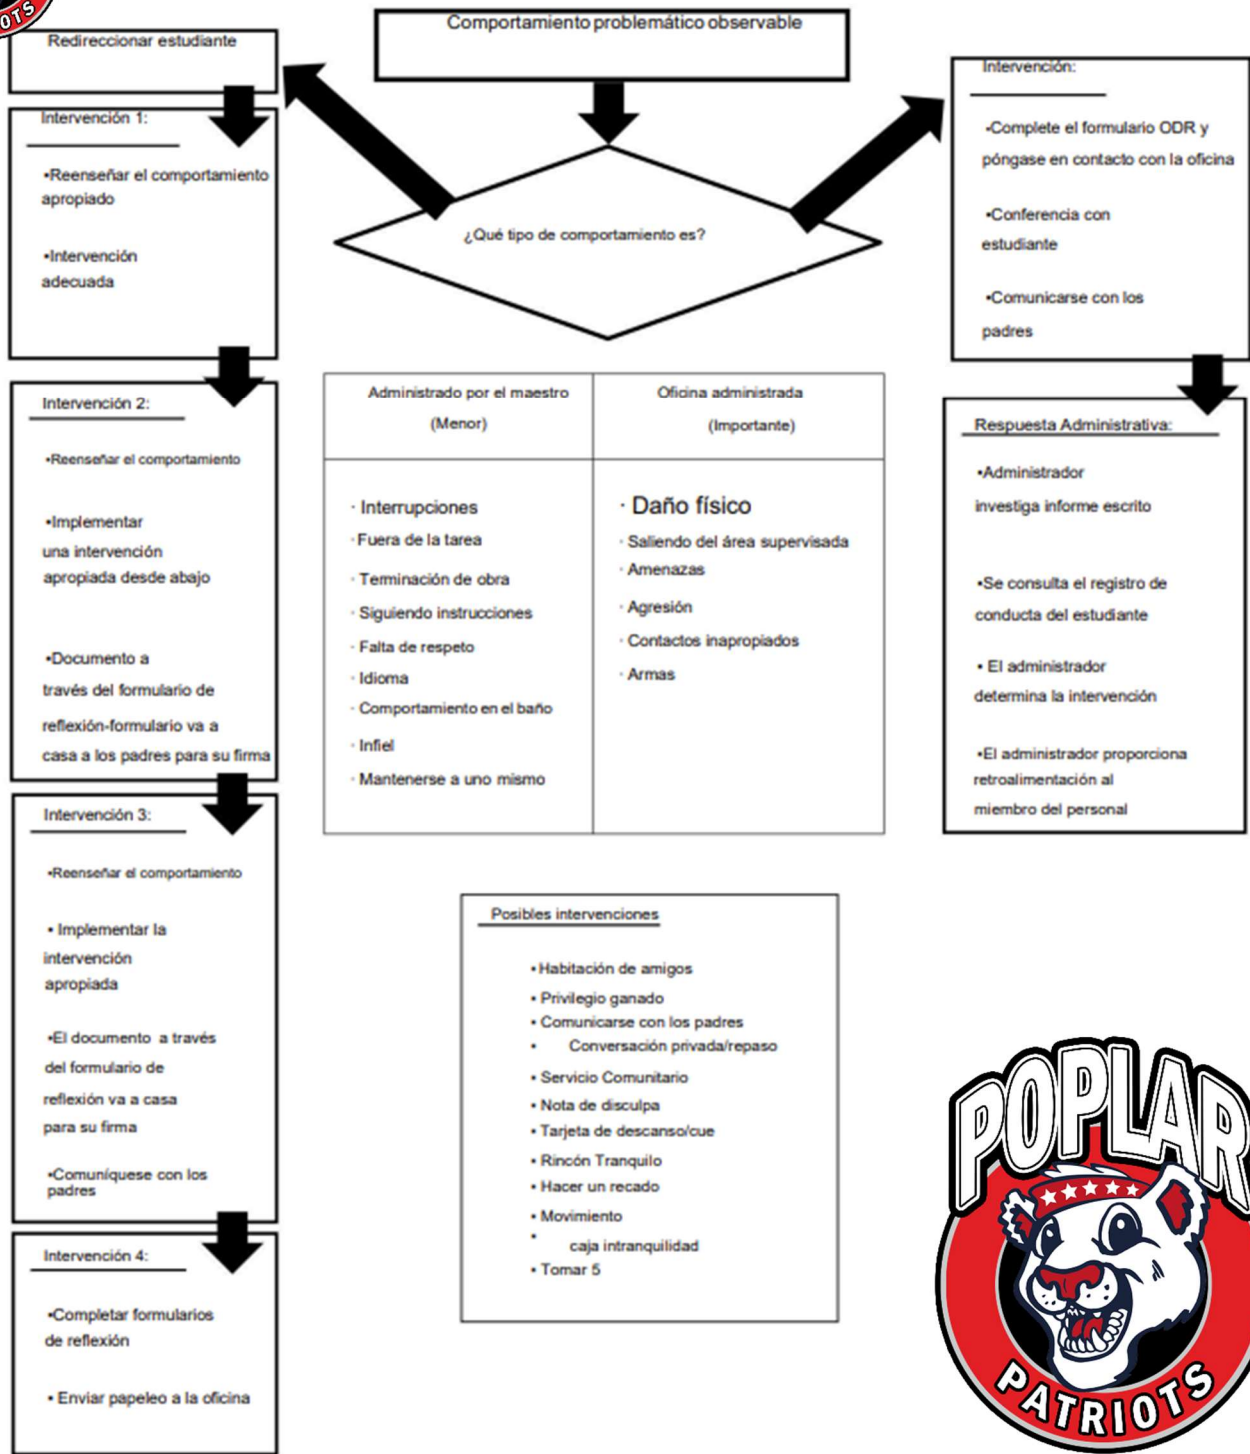 OTS
Comportamiento problemático observable
Redireccionar estudiante
Intervención 1:
•Reenseñar el comportamiento
apropiado
•Intervención
adecuada
Intervención 2:
•Reenseñar el comportamiento
•Implementar
una intervención
apropiada desde abajo
•Documento a
través del formulario de
reflexión-formulario va a
casa a los padres para su firma
Intervención 3:
•Reenseñar el comportamiento
• Implementar la
intervención
apropiada
•El documento a través
del formulario de
reflexión va a casa
para su firma
•Comuníquese con los
padres
Intervención 4:
•Completar formularios
de reflexión
• Enviar papeleo a la oficina
¿Qué tipo de comportamiento es?
Administrado por el maestro
(Menor)
· Interrupciones
· Fuera de la tarea
· Terminación de obra
· Siguiendo instrucciones
· Falta de respeto
· Idioma
· Comportamiento en el baño
· Infiel
· Mantenerse a uno mismo
Oficina administrada
(Importante)
· Daño físico
· Saliendo del área supervisada
· Amenazas
· Agresión
· Contactos inapropiados
· Armas
Posibles intervenciones
• Habitación de amigos
• Privilegio ganado
• Comunicarse con los padres
• Conversación privada/repaso
• Servicio Comunitario
• Nota de disculpa
• Tarjeta de descanso/cue
• Rincón Tranquilo
• Hacer un recado
• Movimiento
• caja intranquilidad
• Tomar 5
Intervención:
•Complete el formulario ODR y
póngase en contacto con la oficina
•Conferencia con
estudiante
•Comunicarse con los
padres
Respuesta Administrativa:
•Administrador
investiga informe escrito
•Se consulta el registro de
conducta del estudiante
• El administrador
determina la intervención
•El administrador proporciona
retroalimentación al
miembro del personal
POPLAR
PATRIOTS